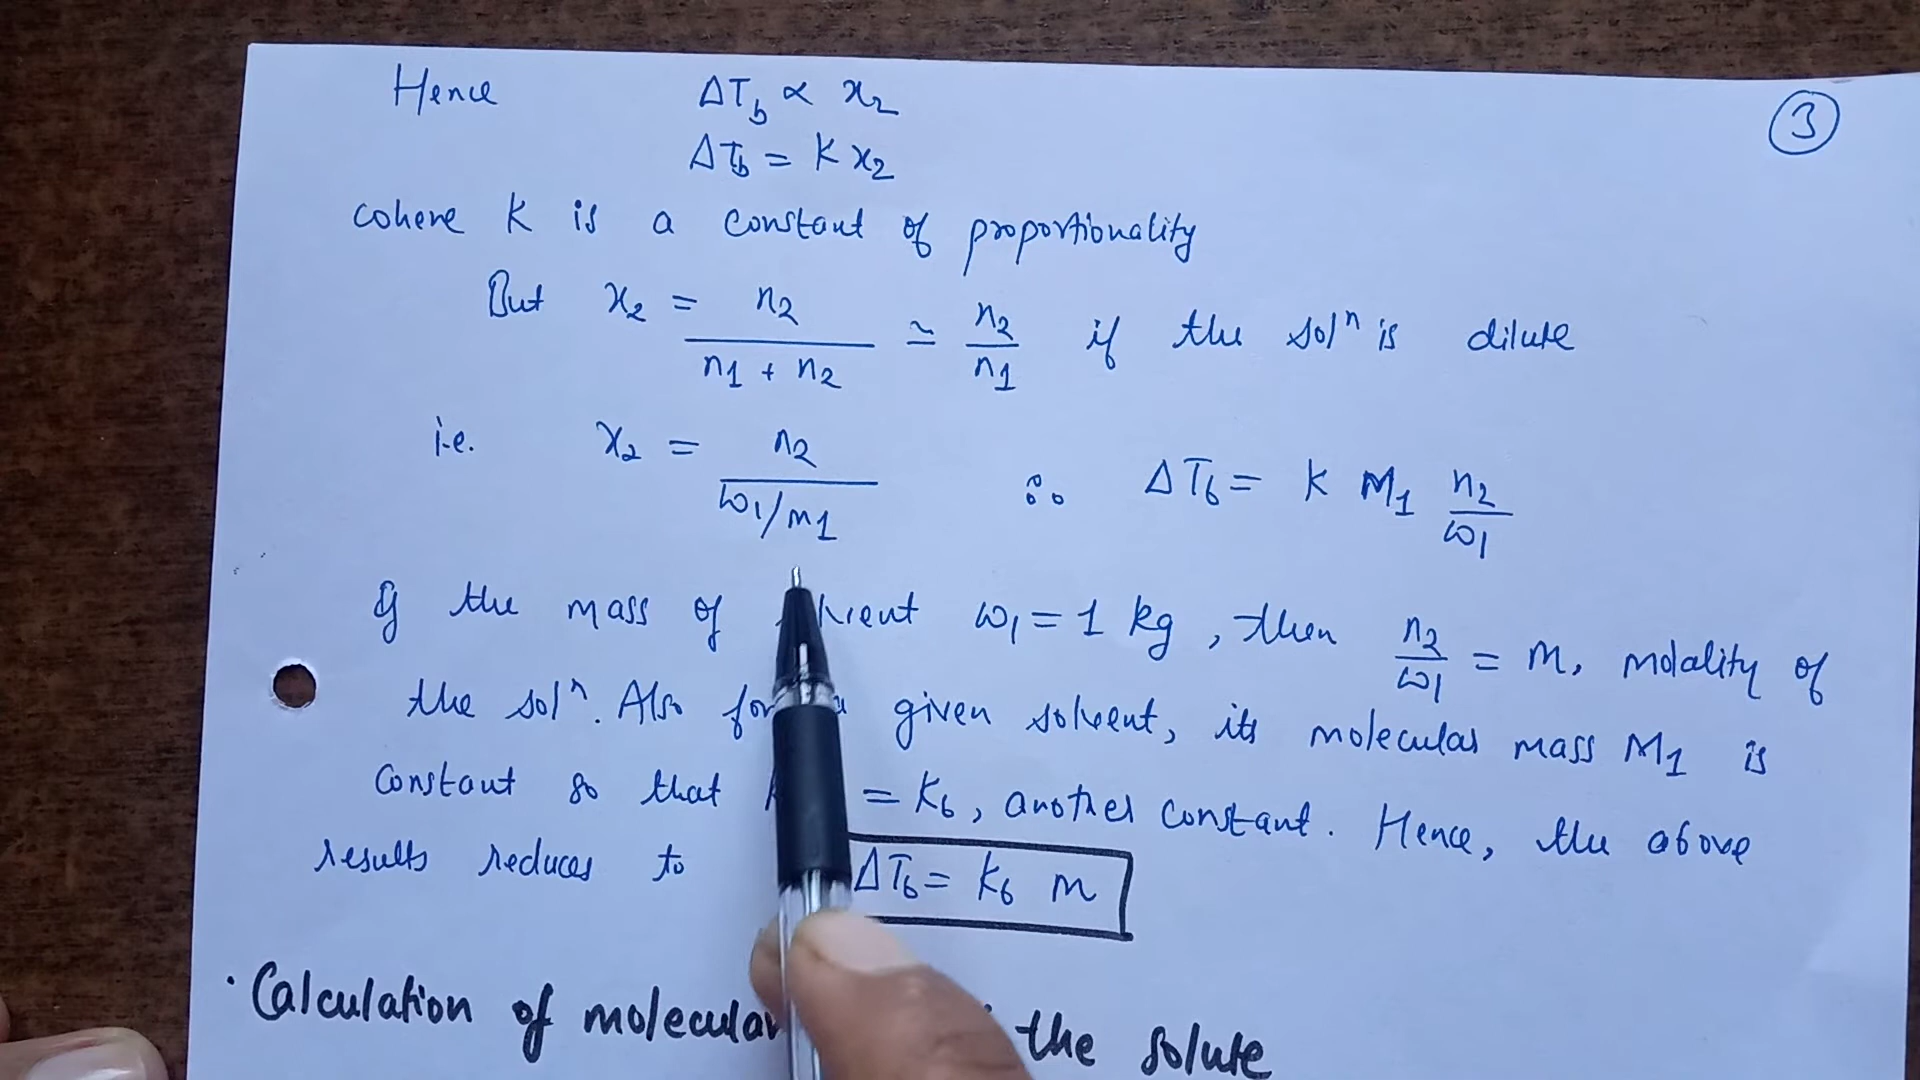 Hence ΔTb ∝ x2
3
ΔTb = K x2
where K is a constant of proportionality
But x2 = n2 / n1 + n2 ≃ n2 / n1 if the solⁿ is dilute
i.e. x2 = n2 / w1/M1 ∴ ΔTb = K M1 n2 / w1
If the mass of w1 = 1 kg, then n2 / w1 = m, molality of
the solⁿ. Also for given solvent, its molecular mass M1 is
constant so that = Kb, another constant. Hence, the above
results reduces to ΔTb = Kb m
· Calculation of molecular the solute